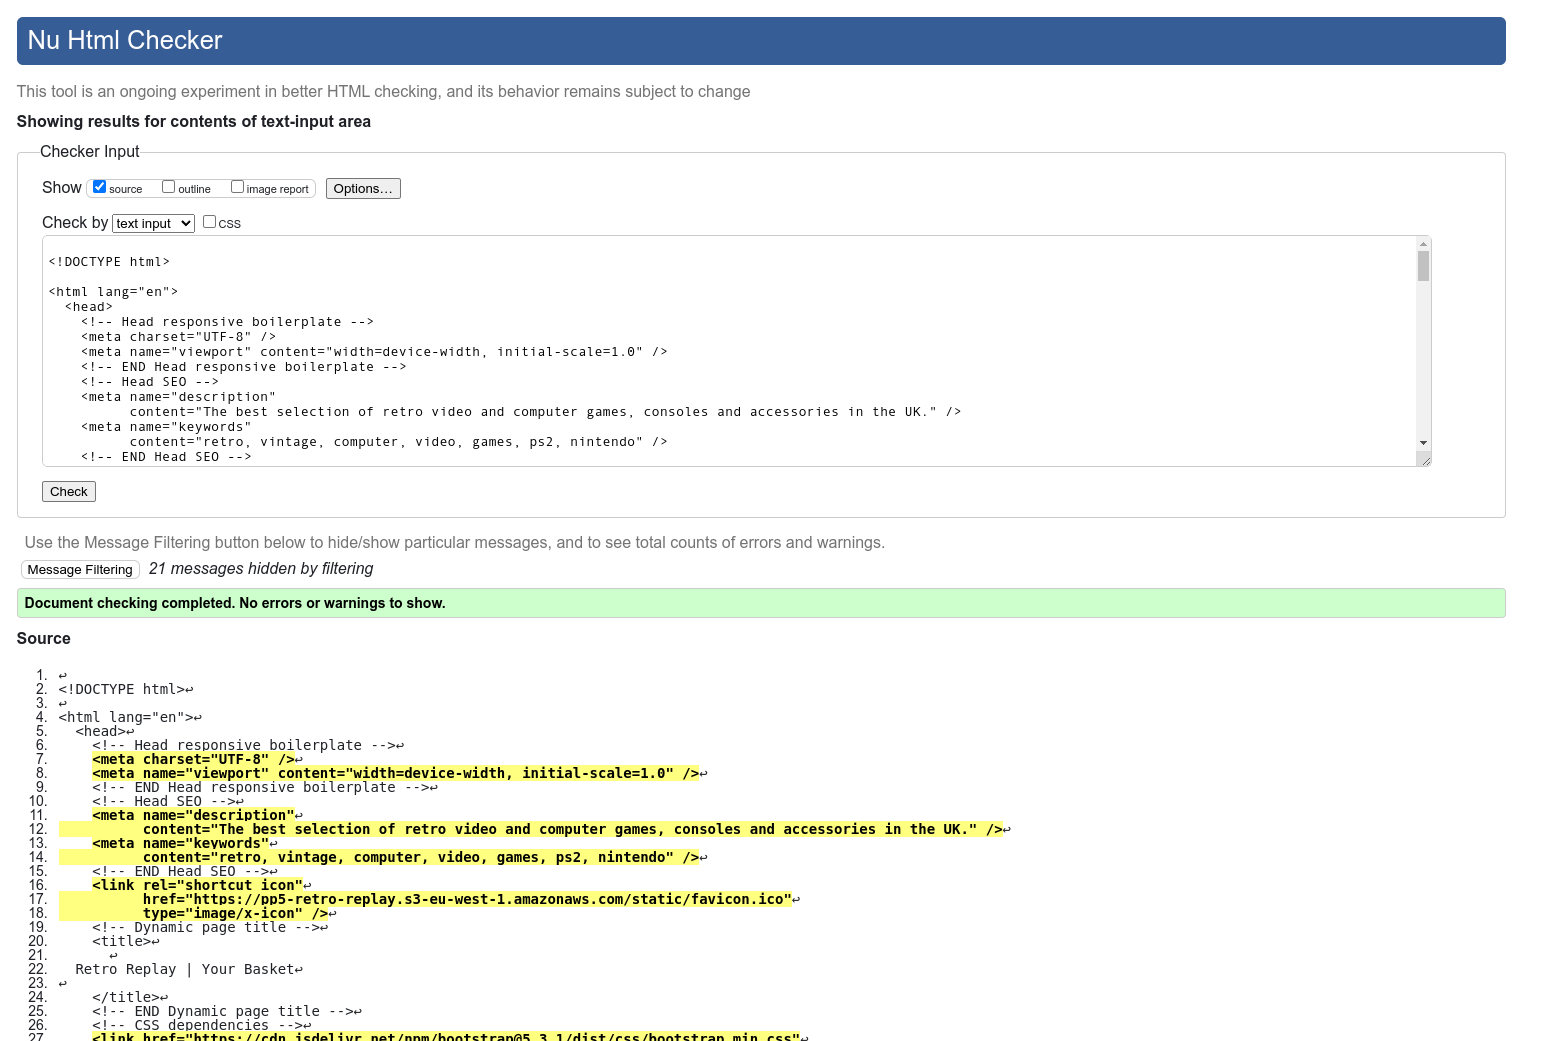 Nu Html Checker
This tool is an ongoing experiment in better HTML checking, and its behavior remains subject to change
Showing results for contents of text-input area
Checker Input
Show source outline image report Options...
Check by text input CSS
<!DOCTYPE html>
<html lang="en">
<head>
<!-- Head responsive boilerplate -->
<meta charset="UTF-8" />
<meta name="viewport" content="width=device-width, initial-scale=1.0" />
<!-- END Head responsive boilerplate -->
<!-- Head SEO -->
<meta name="description"
content="The best selection of retro video and computer games, consoles and accessories in the UK." />
<meta name="keywords"
content="retro, vintage, computer, video, games, ps2, nintendo" />
<!-- END Head SEO -->
Check
Use the Message Filtering button below to hide/show particular messages, and to see total counts of errors and warnings.
Message Filtering 21 messages hidden by filtering
Document checking completed. No errors or warnings to show.
Source
1. ↩
2. <!DOCTYPE html>↩
3. ↩
4. <html lang="en">↩
5. <head>↩
6. <!-- Head responsive boilerplate -->↩
7. <meta charset="UTF-8" />↩
8. <meta name="viewport" content="width=device-width, initial-scale=1.0" />↩
9. <!-- END Head responsive boilerplate -->↩
10. <!-- Head SEO -->↩
11. <meta name="description"↩
12. content="The best selection of retro video and computer games, consoles and accessories in the UK." />↩
13. <meta name="keywords"↩
14. content="retro, vintage, computer, video, games, ps2, nintendo" />↩
15. <!-- END Head SEO -->↩
16. <link rel="shortcut icon"↩
17. href="https://pp5-retro-replay.s3-eu-west-1.amazonaws.com/static/favicon.ico"↩
18. type="image/x-icon" />↩
19. <!-- Dynamic page title -->↩
20. <title>↩
21. ↩
22. Retro Replay | Your Basket↩
23. ↩
24. </title>↩
25. <!-- END Dynamic page title -->↩
26. <!-- CSS dependencies -->↩
27. <link href="https://cdn.jsdelivr.net/npm/bootstrap@5.3.1/dist/css/bootstrap.min.css"↩